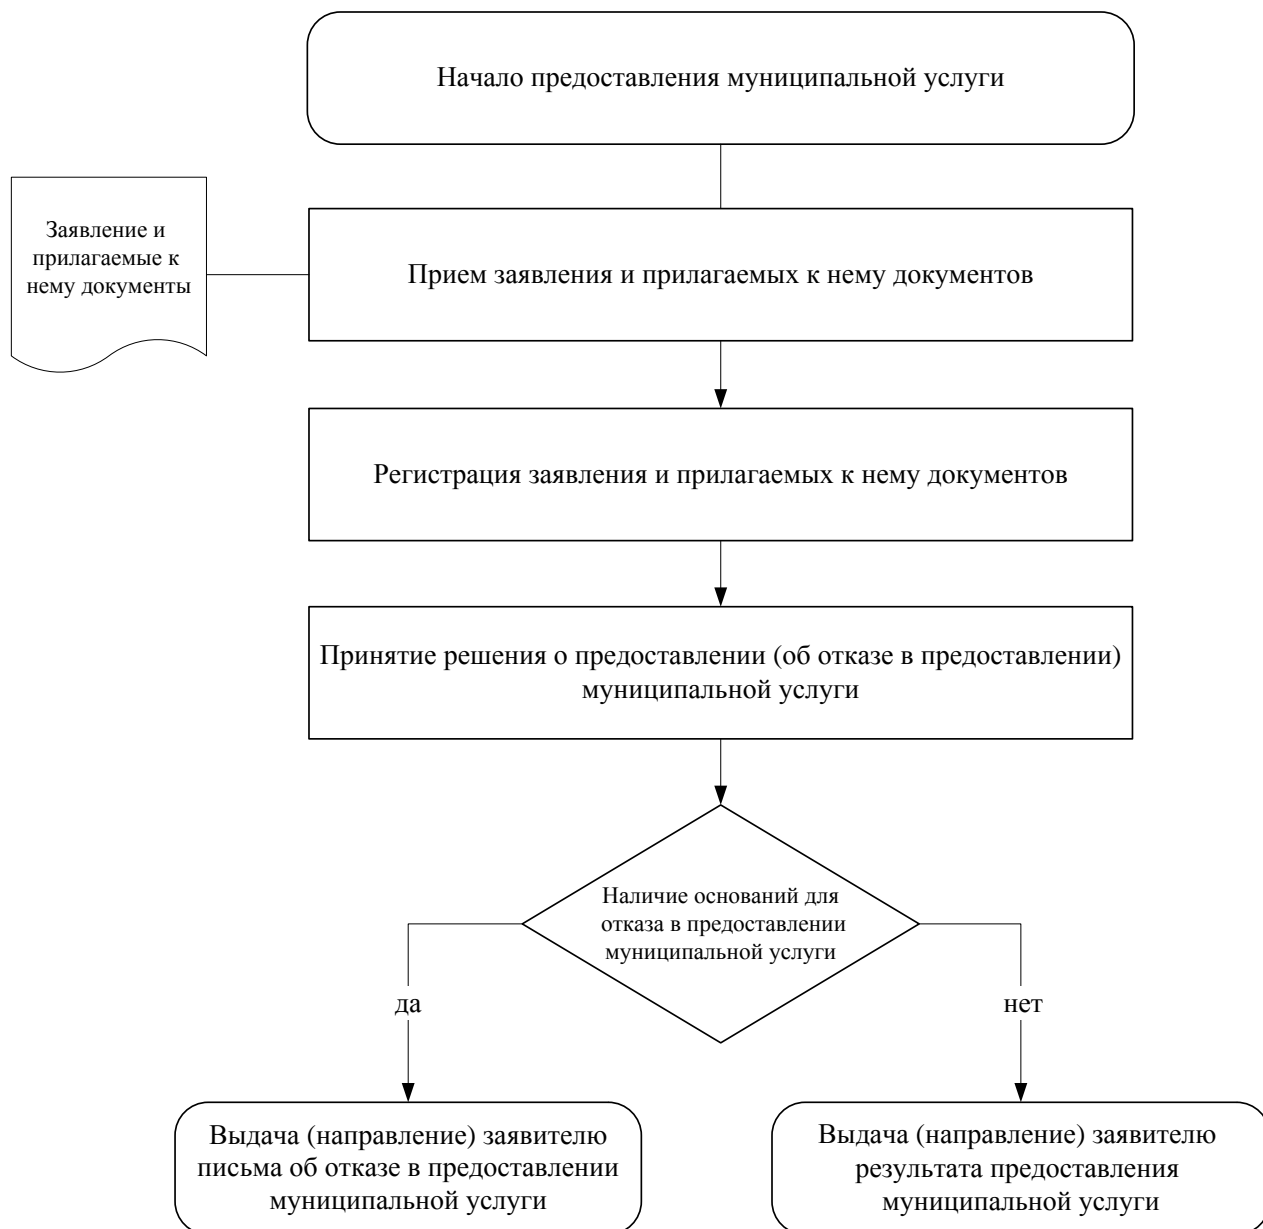 Начало предоставления муниципальной услуги
Заявление и
прилагаемые к
нему документы
Прием заявления и прилагаемых к нему документов
Регистрация заявления и прилагаемых к нему документов
Принятие решения о предоставлении (об отказе в предоставлении)
муниципальной услуги
Наличие оснований для
отказа в предоставлении
муниципальной услуги
да
нет
Выдача (направление) заявителю
письма об отказе в предоставлении
муниципальной услуги
Выдача (направление) заявителю
результата предоставления
муниципальной услуги